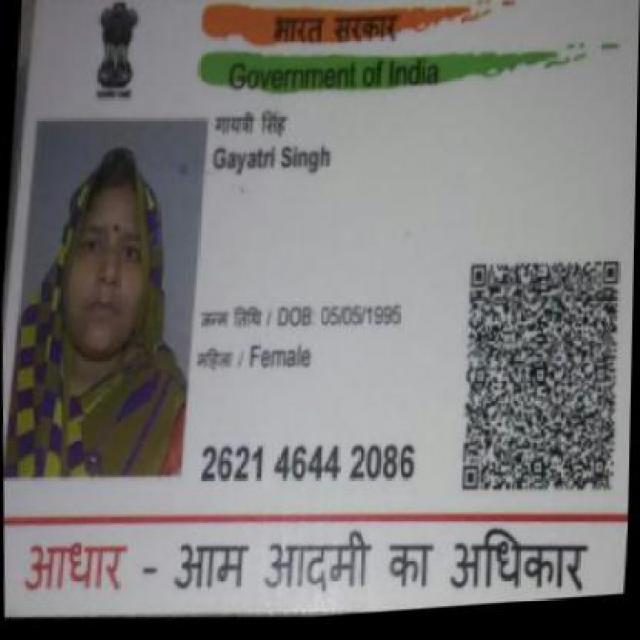 भारत सरकार
Government of India
गायत्री सिंह
Gayatri Singh
जन्म तिथि / DOB: 05/05/1995
महिला / Female
2621 4644 2086
आधार - आम आदमी का अधिकार